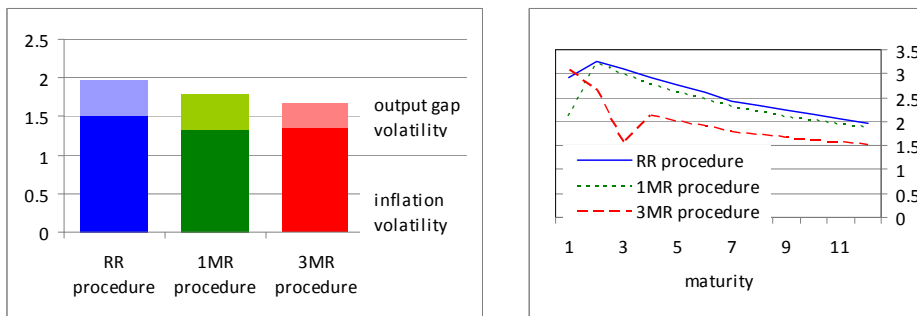 2.5
2
1.5
1
0.5
0
output gap
volatility
inflation
volatility
RR
procedure
1MR
procedure
3MR
procedure
3.5
3
2.5
2
1.5
1
0.5
0
RR procedure
1MR procedure
3MR procedure
1 3 5 7 9 11
maturity